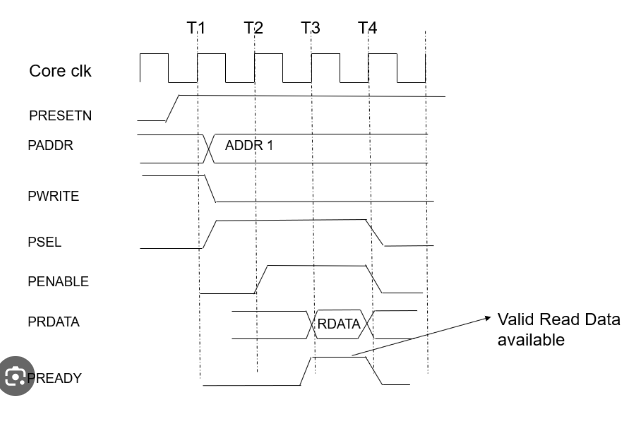 T1 T2 T3 T4
Core clk
PRESETN
PADDR ADDR 1
PWRITE
PSEL
PENABLE
PRDATA RDATA
Valid Read Data
available
PREADY